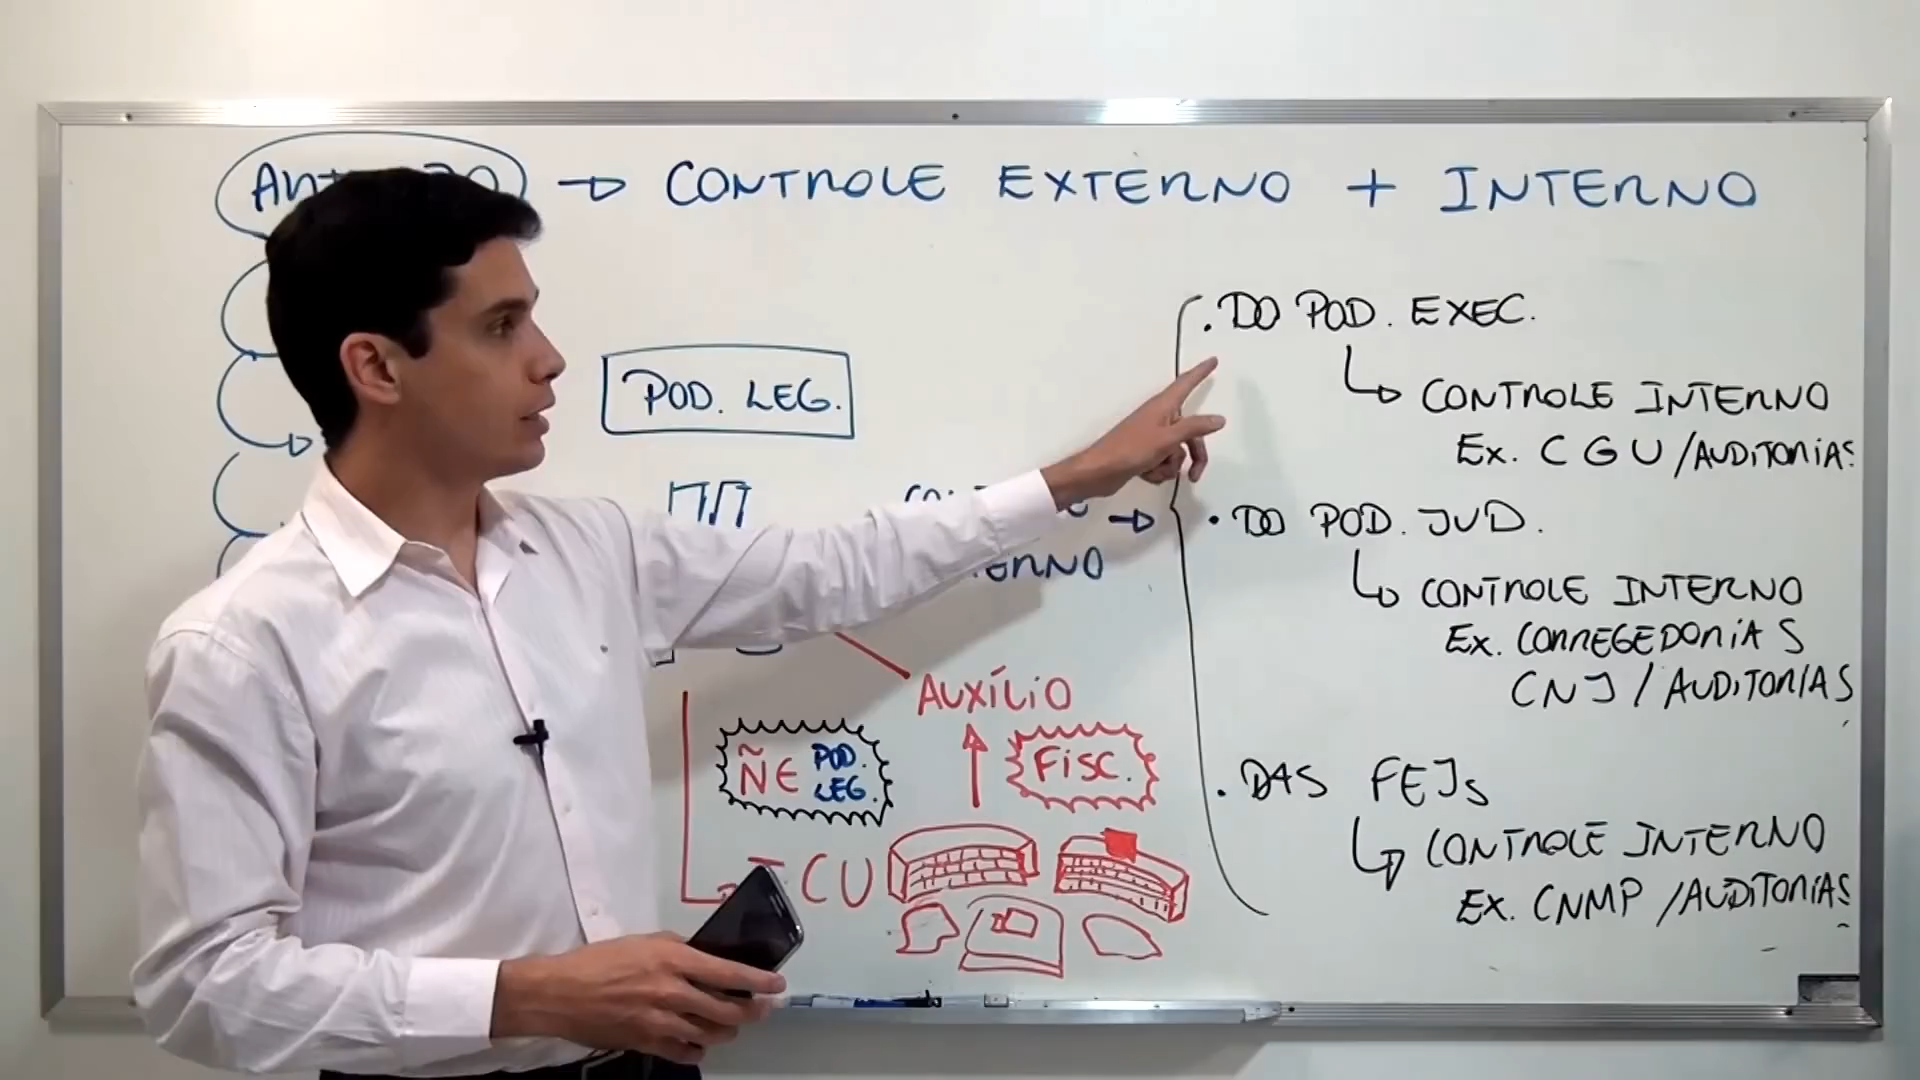 → CONTROLE EXTERNO + INTERNO
POD. LEG.
AUXÍLIO
Ñ ∈ POD. LEG.
FISC.
TCU
. DO POD. EXEC.
CONTROLE INTERNO
Ex. CGU / AUDITORIAS
. DO POD. JUD.
CONTROLE INTERNO
Ex. CORREGEDORIAS
CNJ / AUDITORIAS
. DAS FEJs
CONTROLE INTERNO
Ex. CNMP / AUDITORIAS